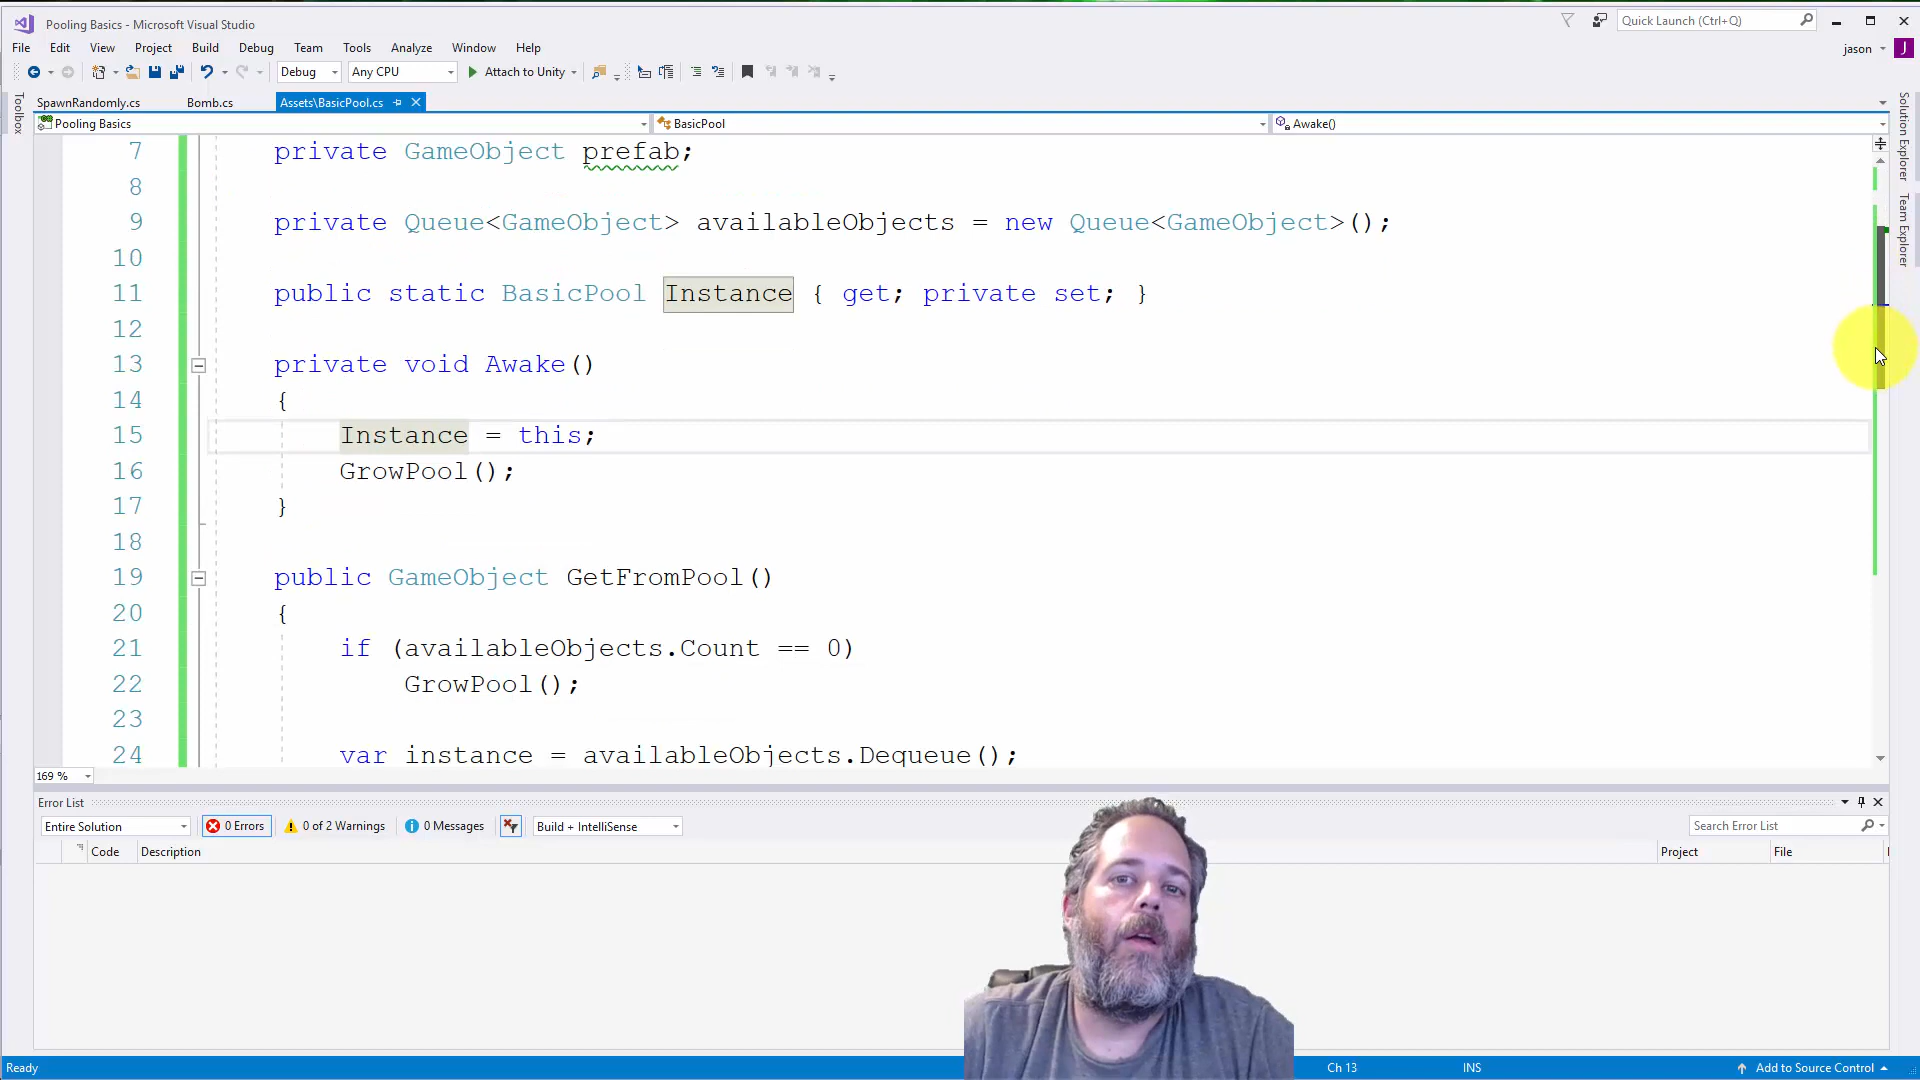 Pooling Basics - Microsoft Visual Studio
Quick Launch (Ctrl+Q)
File Edit View Project Build Debug Team Tools Analyze Window Help
jason J
Debug Any CPU Attach to Unity
Toolbox
SpawnRandomly.cs Bomb.cs Assets\BasicPool.cs
Solution Explorer
Team Explorer
Pooling Basics BasicPool Awake()
7 private GameObject prefab;
8
9 private Queue<GameObject> availableObjects = new Queue<GameObject>();
10
11 public static BasicPool Instance { get; private set; }
12
13 private void Awake()
14 {
15 Instance = this;
16 GrowPool();
17 }
18
19 public GameObject GetFromPool()
20 {
21 if (availableObjects.Count == 0)
22 GrowPool();
23
24 var instance = availableObjects.Dequeue();
169 %
Error List
Entire Solution 0 Errors 0 of 2 Warnings 0 Messages Build + IntelliSense Search Error List
Code Description Project File
Ready Ch 13 INS Add to Source Control